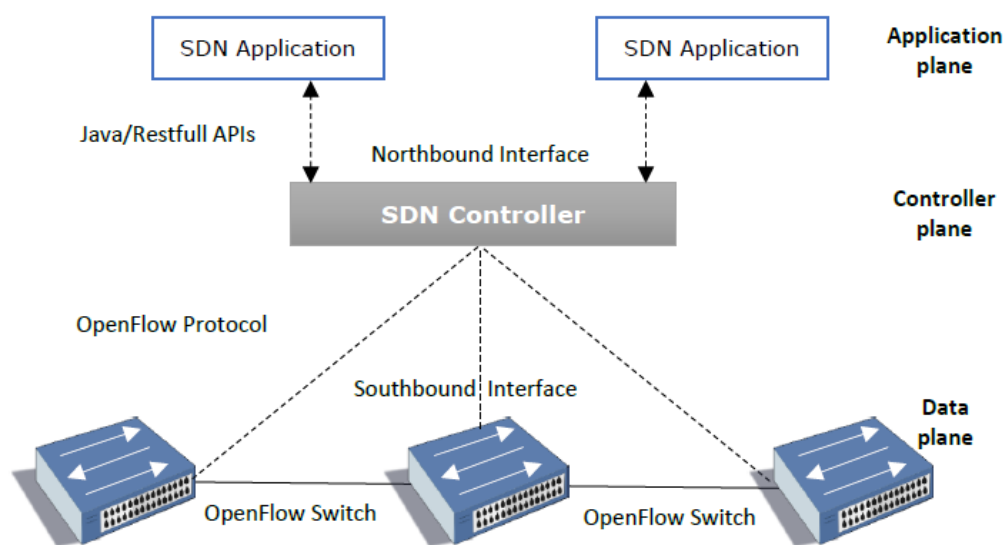 SDN Application
SDN Application
Application
plane
Java/Restfull APIs
Northbound Interface
SDN Controller
Controller
plane
OpenFlow Protocol
Southbound Interface
Data
plane
OpenFlow Switch
OpenFlow Switch